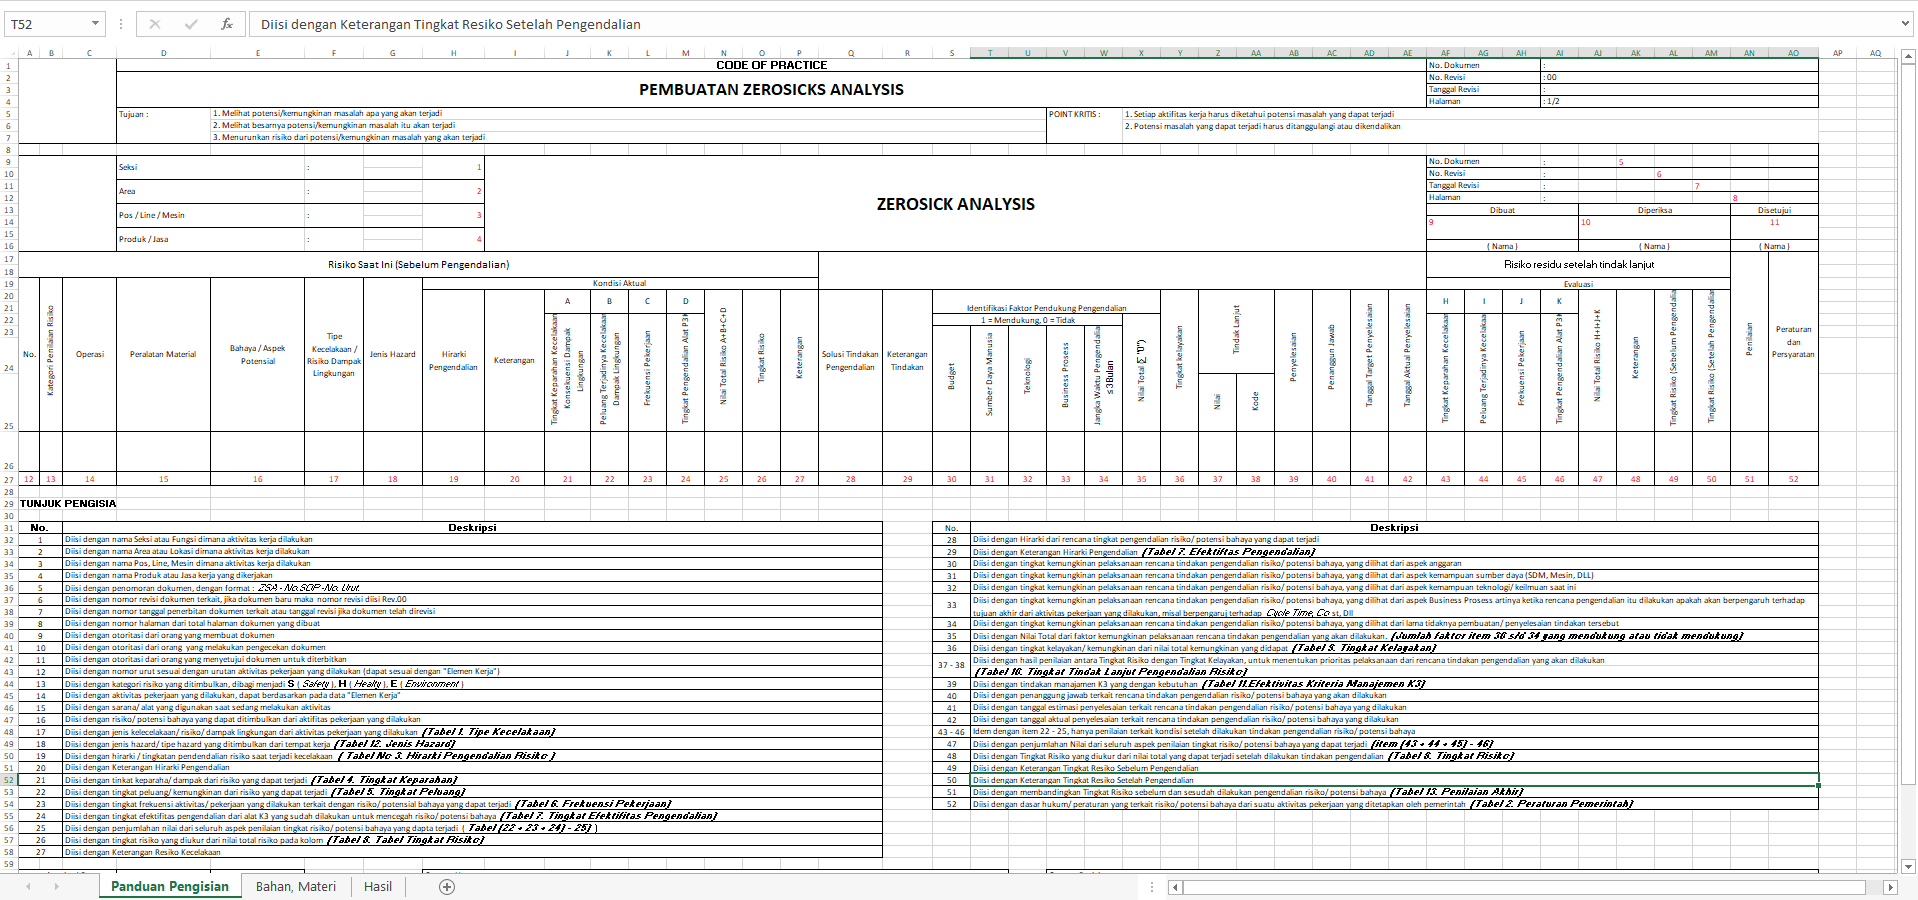 T52
fx
Diisi dengan Keterangan Tingkat Resiko Setelah Pengendalian
CODE OF PRACTICE
PEMBUATAN ZEROSICKS ANALYSIS
No. Dokumen :
No. Revisi : 00
Tanggal Revisi :
Halaman : 1/2
Tujuan :
1. Melihat potensi/kemungkinan masalah apa yang akan terjadi
2. Melihat besarnya potensi/kemungkinan masalah itu akan terjadi
3. Menurunkan risiko dari potensi/kemungkinan masalah yang akan terjadi
POINT KRITIS :
1. Setiap aktifitas kerja harus diketahui potensi masalah yang dapat terjadi
2. Potensi masalah yang dapat terjadi harus ditanggulangi atau dikendalikan
Seksi : 1
Area : 2
Pos / Line / Mesin : 3
Produk / Jasa : 4
ZEROSICK ANALYSIS
No. Dokumen : 5
No. Revisi : 6
Tanggal Revisi : 7
Halaman : 8
Dibuat Diperiksa Disetujui
9 10 11
( Nama ) ( Nama ) ( Nama )
Risiko Saat Ini (Sebelum Pengendalian)
Risiko residu setelah tindak lanjut
Kondisi Aktual
Evaluasi
No.
Kategori Penilaian Risiko
Operasi
Peralatan Material
Bahaya / Aspek Potensial
Tipe Kecelakaan / Risiko Dampak Lingkungan
Jenis Hazard
Hirarki Pengendalian
Keterangan
A B C D
Tingkat Keparahan Kecelakaan Konsekuensi Dampak Lingkungan
Peluang Terjadinya Kecelakaan Dampak Lingkungan
Frekuensi Pekerjaan
Tingkat Pengendalian Alat P3K
Nilai Total Risiko A+B+C+D
Tingkat Risiko
Keterangan
Solusi Tindakan Pengendalian
Keterangan Tindakan
Identifikasi Faktor Pendukung Pengendalian
1 = Mendukung, 0 = Tidak
Budget
Sumber Daya Manusia
Teknologi
Business Prosess
Jangka Waktu Pengendalian ≤ 3 Bulan
Nilai Total (∑ "0")
Tingkat kelayakan
Tindak Lanjut
Nilai
Kode
Penyelesaian
Penanggun Jawab
Tanggal Target Penyelesaian
Tanggal Aktual Penyelesaian
H I J K
Tingkat Keparahan Kecelakaan
Peluang Terjadinya Kecelakaan
Frekuensi Pekerjaan
Tingkat Pengendalian Alat P3K
Nilai Total Risiko H+I+J+K
Keterangan
Tingkat Risiko (Sebelum Pengendalian
Tingkat Risiko (Setelah Pengendalian
Penilaian
Peraturan dan Persyaratan
12 13 14 15 16 17 18 19 20 21 22 23 24 25 26 27 28 29 30 31 32 33 34 35 36 37 38 39 40 41 42 43 44 45 46 47 48 49 50 51 52
TUNJUK PENGISIA
No. Deskripsi
1 Diisi dengan nama Seksi atau Fungsi dimana aktivitas kerja dilakukan
2 Diisi dengan nama Area atau Lokasi dimana aktivitas kerja dilakukan
3 Diisi dengan nama Pos, Line, Mesin dimana aktivitas kerja dilakukan
4 Diisi dengan nama Produk atau Jasa kerja yang dikerjakan
5 Diisi dengan penomoran dokumen, dengan format : ZSA - No.SOP -No. Urut.
6 Diisi dengan nomor revisi dokumen terkait, jika dokumen baru maka nomor revisi diisi Rev.00
7 Diisi dengan nomor tanggal penerbitan dokumen terkait atau tanggal revisi jika dokumen telah direvisi
8 Diisi dengan nomor halaman dari total halaman dokumen yang dibuat
9 Diisi dengan otoritasi dari orang yang membuat dokumen
10 Diisi dengan otoritasi dari orang yang melakukan pengecekan dokumen
11 Diisi dengan otoritasi dari orang yang menyetujui dokumen untuk diterbitkan
12 Diisi dengan nomor urut sesuai dengan urutan aktivitas pekerjaan yang dilakukan (dapat sesuai dengan "Elemen Kerja")
13 Diisi dengan kategori risiko yang ditimbulkan, dibagi menjadi S ( Safety ), H ( Healty ), E ( Environment )
14 Diisi dengan aktivitas pekerjaan yang dilakukan, dapat berdasarkan pada data "Elemen Kerja"
15 Diisi dengan sarana/ alat yang digunakan saat sedang melakukan aktivitas
16 Diisi dengan risiko/ potensi bahaya yang dapat ditimbulkan dari aktifitas pekerjaan yang dilakukan
17 Diisi dengan jenis kelecelakaan/ risiko/ dampak lingkungan dari aktivitas pekerjaan yang dilakukan (Tabel 1. Tipe Kecelakaan)
18 Diisi dengan jenis hazard/ tipe hazard yang ditimbulkan dari tempat kerja (Tabel 12. Jenis Hazard)
19 Diisi dengan hirarki / tingkatan pendendalian risiko saat terjadi kecelakaan ( Tabel No 3. Hirarki Pengendalian Risiko )
20 Diisi dengan Keterangan Hirarki Pengendalian
21 Diisi dengan tinkat keparaha/ dampak dari risiko yang dapat terjadi (Tabel 4. Tingkat Keparahan)
22 Diisi dengan tingkat peluang/ kemungkinan dari risiko yang dapat terjadi (Tabel 5. Tingkat Peluang)
23 Diisi dengan tingkat frekuensi aktivitas/ pekerjaan yang dilakukan terkait dengan risiko/ potensial bahaya yang dapat terjadi (Tabel 6. Frekuensi Pekerjaan)
24 Diisi dengan tingkat efektifitas pengendalian dari alat K3 yang sudah dilakukan untuk mencegah risiko/ potensi bahaya (Tabel 7. Tingkat Efektifitas Pengendalian)
25 Diisi dengan penjumlahan nilai dari seluruh aspek penilaian tingkat risiko/ potensi bahaya yang dapta terjadi ( Tabel (22 + 23 + 24) - 25) )
26 Diisi dengan tingkat risiko yang diukur dari nilai total risiko pada kolom (Tabel 8. Tabel Tingkat Risiko)
27 Diisi dengan Keterangan Resiko Kecelakaan
No. Deskripsi
28 Diisi dengan Hirarki dari rencana tingkat pengendalian risiko/ potensi bahaya yang dapat terjadi
29 Diisi dengan Keterangan Hirarki Pengendalian (Tabel 7. Efektiftas Pengendalian)
30 Diisi dengan tingkat kemungkinan pelaksanaan rencana tindakan pengendalian risiko/ potensi bahaya, yang dilihat dari aspek anggaran
31 Diisi dengan tingkat kemungkinan pelaksanaan rencana tindakan pengendalian risiko/ potensi bahaya, yang dilihat dari aspek kemampuan sumber daya (SDM, Mesin, DLL)
32 Diisi dengan tingkat kemungkinan pelaksanaan rencana tindakan pengendalian risiko/ potensi bahaya, yang dilihat dari aspek kemampuan teknologi/ keilmuan saat ini
33 Diisi dengan tingkat kemungkinan pelaksanaan rencana tindakan pengendalian risiko/ potensi bahaya, yang dilihat dari aspek Business Prosess artinya ketika rencana pengendalian itu dilakukan apakah akan berpengaruh terhadap
tujuan akhir dari aktivitas pekerjaan yang dilakukan, misal berpengaruj terhadap Cycle Time, Cost, Dll
34 Diisi dengan tingkat kemungkinan pelaksanaan rencana tindakan pengendalian risiko/ potensi bahaya, yang dilihat dari lama tidaknya pembuatan/ penyelesaian tindakan tersebut
35 Diisi dengan Nilai Total dari faktor kemungkinan pelaksanaan rencana tindakan pengendalian yang akan dilakukan. (Jumlah faktor item 36 s/d 34 yang mendukung atau tidak mendukung)
36 Diisi dengan tingkat kelayakan/ kemungkinan dari nilai total kemungkinan yang didapat (Tabel 9. Tingkat Kelayakan)
37 - 38 Diisi dengan hasil penilaian antara Tingkat Risiko dengan Tingkat Kelayakan, untuk menentukan prioritas pelaksanaan dari rencana tindakan pengendalian yang akan dilakukan
(Tabel 10. Tingkat Tindak Lanjut Pengendalian Risiko)
39 Diisi dengan tindakan manajamen K3 yang dengan kebutuhan (Tabel 11.Efektivitas Kriteria Manajemen K3)
40 Diisi dengan penanggung jawab terkait rencana tindakan pengendalian risiko/ potensi bahaya yang akan dilakukan
41 Diisi dengan tanggal estimasi penyelesaian terkait rencana tindakan pengendalian risiko/ potensi bahaya yang akan dilakukan
42 Diisi dengan tanggal aktual penyelesaian terkait rencana tindakan pengendalian risiko/ potensi bahaya yang dilakukan
43 - 46 Idem dengan item 22 - 25, hanya penilaian terkait kondisi setelah dilakukan tindakan pengendalian risiko/ potensi bahaya
47 Diisi dengan penjumlahan Nilai dari seluruh aspek penilaian tingkat risiko/ potensi bahaya yang dapat terjadi (item (43 + 44 + 45) - 46)
48 Diisi dengan Tingkat Risiko yang diukur dari nilai total yang dapat terjadi setelah dilakukan tindakan pengendalian (Tabel 8. Tingkat Risiko)
49 Diisi dengan Keterangan Tingkat Resiko Sebelum Pengendalian
50 Diisi dengan Keterangan Tingkat Resiko Setelah Pengendalian
51 Diisi dengan membandingkan Tingkat Risiko sebelum dan sesudah dilakukan pengendalian risiko/ potensi bahaya (Tabel 13. Penilaian Akhir)
52 Diisi dengan dasar hukum/ peraturan yang terkait risiko/ potensi bahaya dari suatu aktivitas pekerjaan yang ditetapkan oleh pemerintah (Tabel 2. Peraturan Pemerintah)
Panduan Pengisian
Bahan, Materi
Hasil